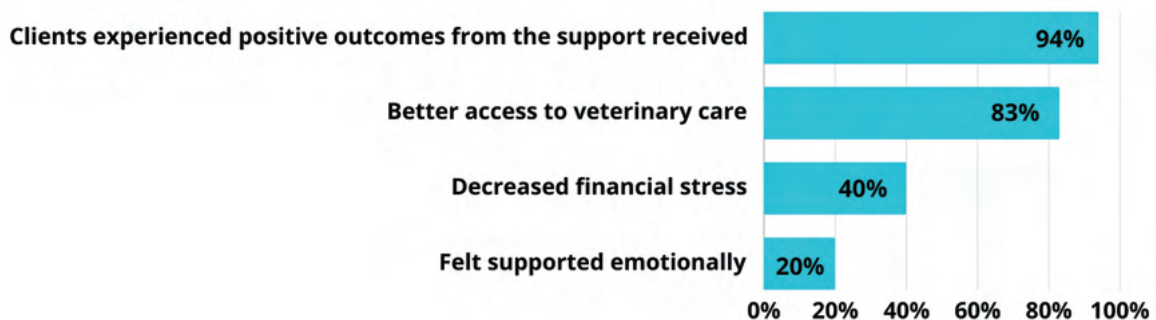 Clients experienced positive outcomes from the support received 94%
Better access to veterinary care 83%
Decreased financial stress 40%
Felt supported emotionally 20%
0% 20% 40% 60% 80% 100%